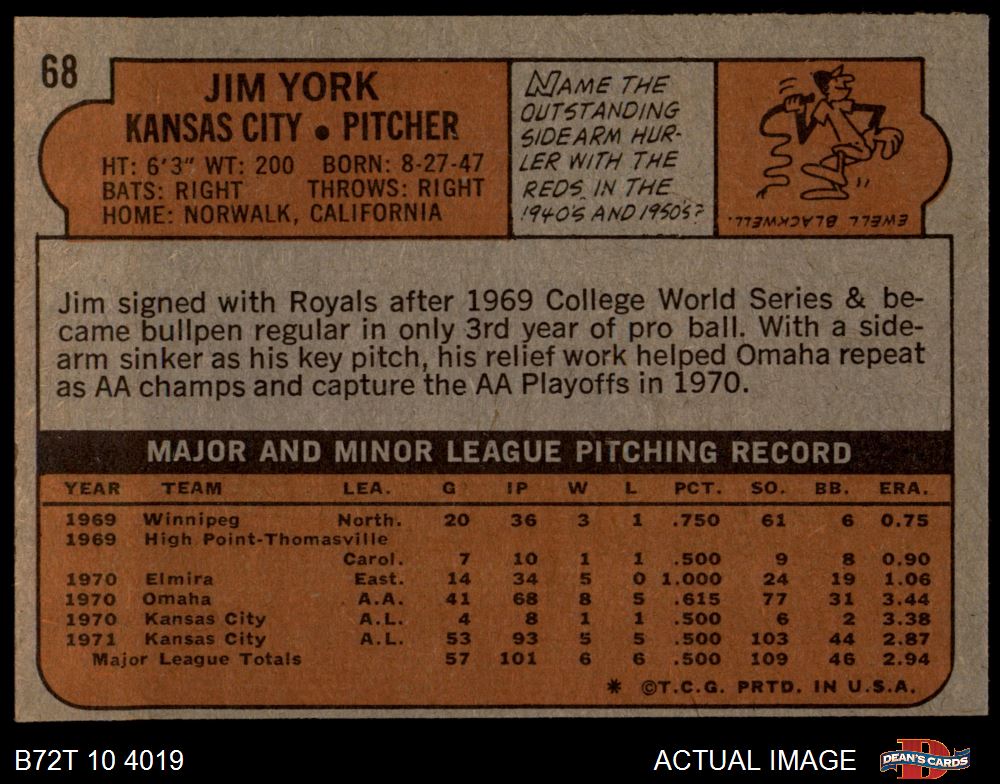 68
JIM YORK
KANSAS CITY • PITCHER
HT: 6'3" WT: 200 BORN: 8-27-47
BATS: RIGHT THROWS: RIGHT
HOME: NORWALK, CALIFORNIA
NAME THE
OUTSTANDING
SIDEARM HUR-
LER WITH THE
REDS IN THE
1940'S AND 1950'S?
EWELL BLACKWELL.
Jim signed with Royals after 1969 College World Series & be-
came bullpen regular in only 3rd year of pro ball. With a side-
arm sinker as his key pitch, his relief work helped Omaha repeat
as AA champs and capture the AA Playoffs in 1970.
MAJOR AND MINOR LEAGUE PITCHING RECORD
YEAR TEAM LEA. G IP W L PCT. SO. BB. ERA.
1969 Winnipeg North. 20 36 3 1 .750 61 6 0.75
1969 High Point-Thomasville
Carol. 7 10 1 1 .500 9 8 0.90
1970 Elmira East. 14 34 5 0 1.000 24 19 1.06
1970 Omaha A.A. 41 68 8 5 .615 77 31 3.44
1970 Kansas City A.L. 4 8 1 1 .500 6 2 3.38
1971 Kansas City A.L. 53 93 5 5 .500 103 44 2.87
Major League Totals 57 101 6 6 .500 109 46 2.94
* ©T.C.G. PRTD. IN U.S.A.
B72T 10 4019
ACTUAL IMAGE
D
DEAN'S CARDS